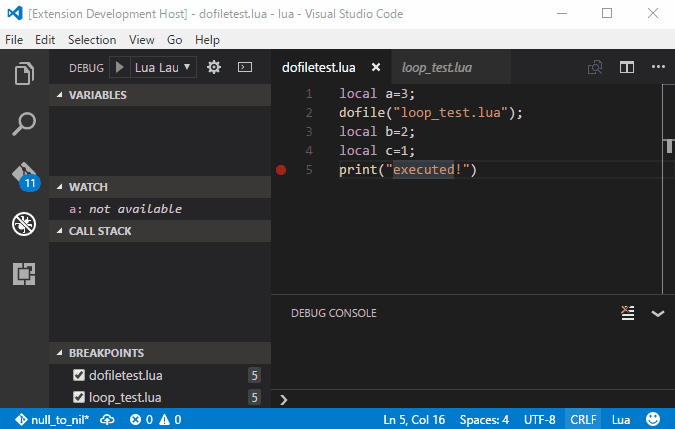 [Extension Development Host] - dofiletest.lua - lua - Visual Studio Code
File Edit Selection View Go Help
DEBUG Lua Lau
dofiletest.lua loop_test.lua
VARIABLES
WATCH
a: not available
CALL STACK
BREAKPOINTS
dofiletest.lua 5
loop_test.lua 5
11
1 local a=3;
2 dofile("loop_test.lua");
3 local b=2;
4 local c=1;
5 print("executed!")
DEBUG CONSOLE
null_to_nil* 0 0 Ln 5, Col 16 Spaces: 4 UTF-8 CRLF Lua